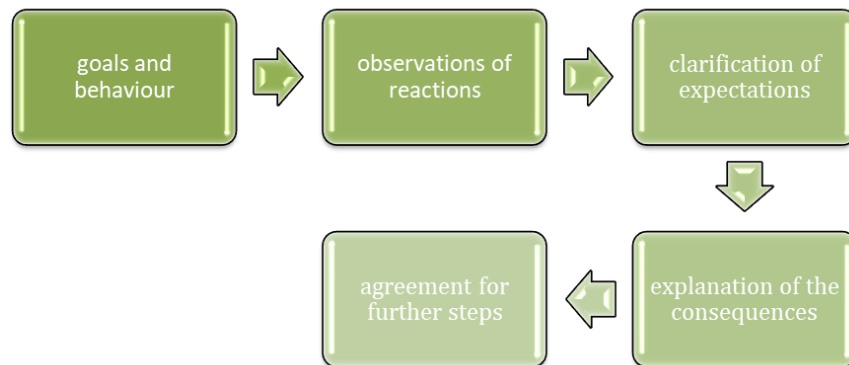 goals and
behaviour
observations of
reactions
clarification of
expectations
explanation of the
consequences
agreement for
further steps